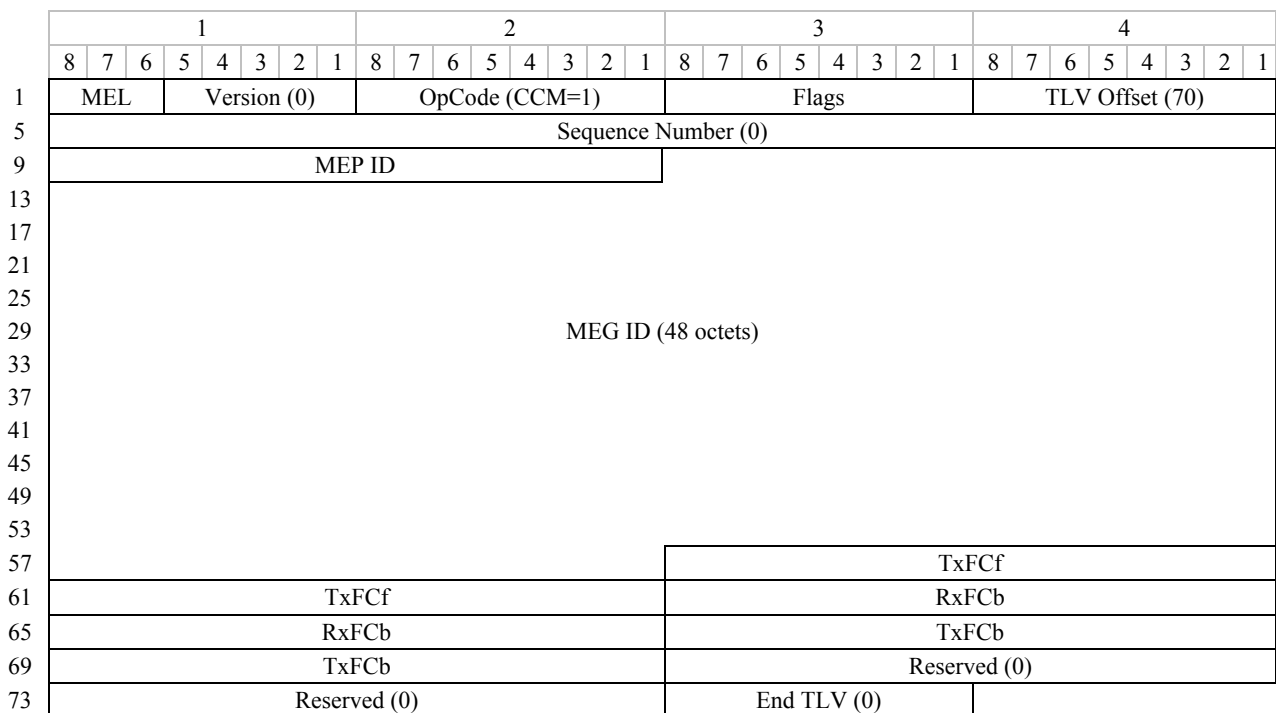 1 2 3 4
8 7 6 5 4 3 2 1 8 7 6 5 4 3 2 1 8 7 6 5 4 3 2 1 8 7 6 5 4 3 2 1
1 MEL Version (0) OpCode (CCM=1) Flags TLV Offset (70)
5 Sequence Number (0)
9 MEP ID
13
17
21
25
29 MEG ID (48 octets)
33
37
41
45
49
53
57 TxFCf
61 TxFCf RxFCb
65 RxFCb TxFCb
69 TxFCb Reserved (0)
73 Reserved (0) End TLV (0)